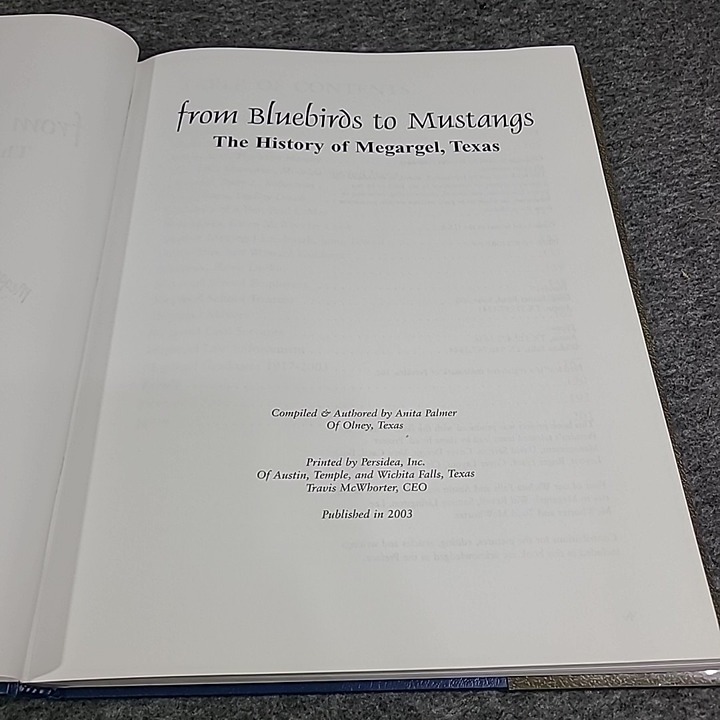 from Bluebirds to Mustangs
The History of Megargel, Texas
Compiled & Authored by Anita Palmer
Of Olney, Texas
Printed by Persidea, Inc.
Of Austin, Temple, and Wichita Falls, Texas
Travis McWhorter, CEO
Published in 2003